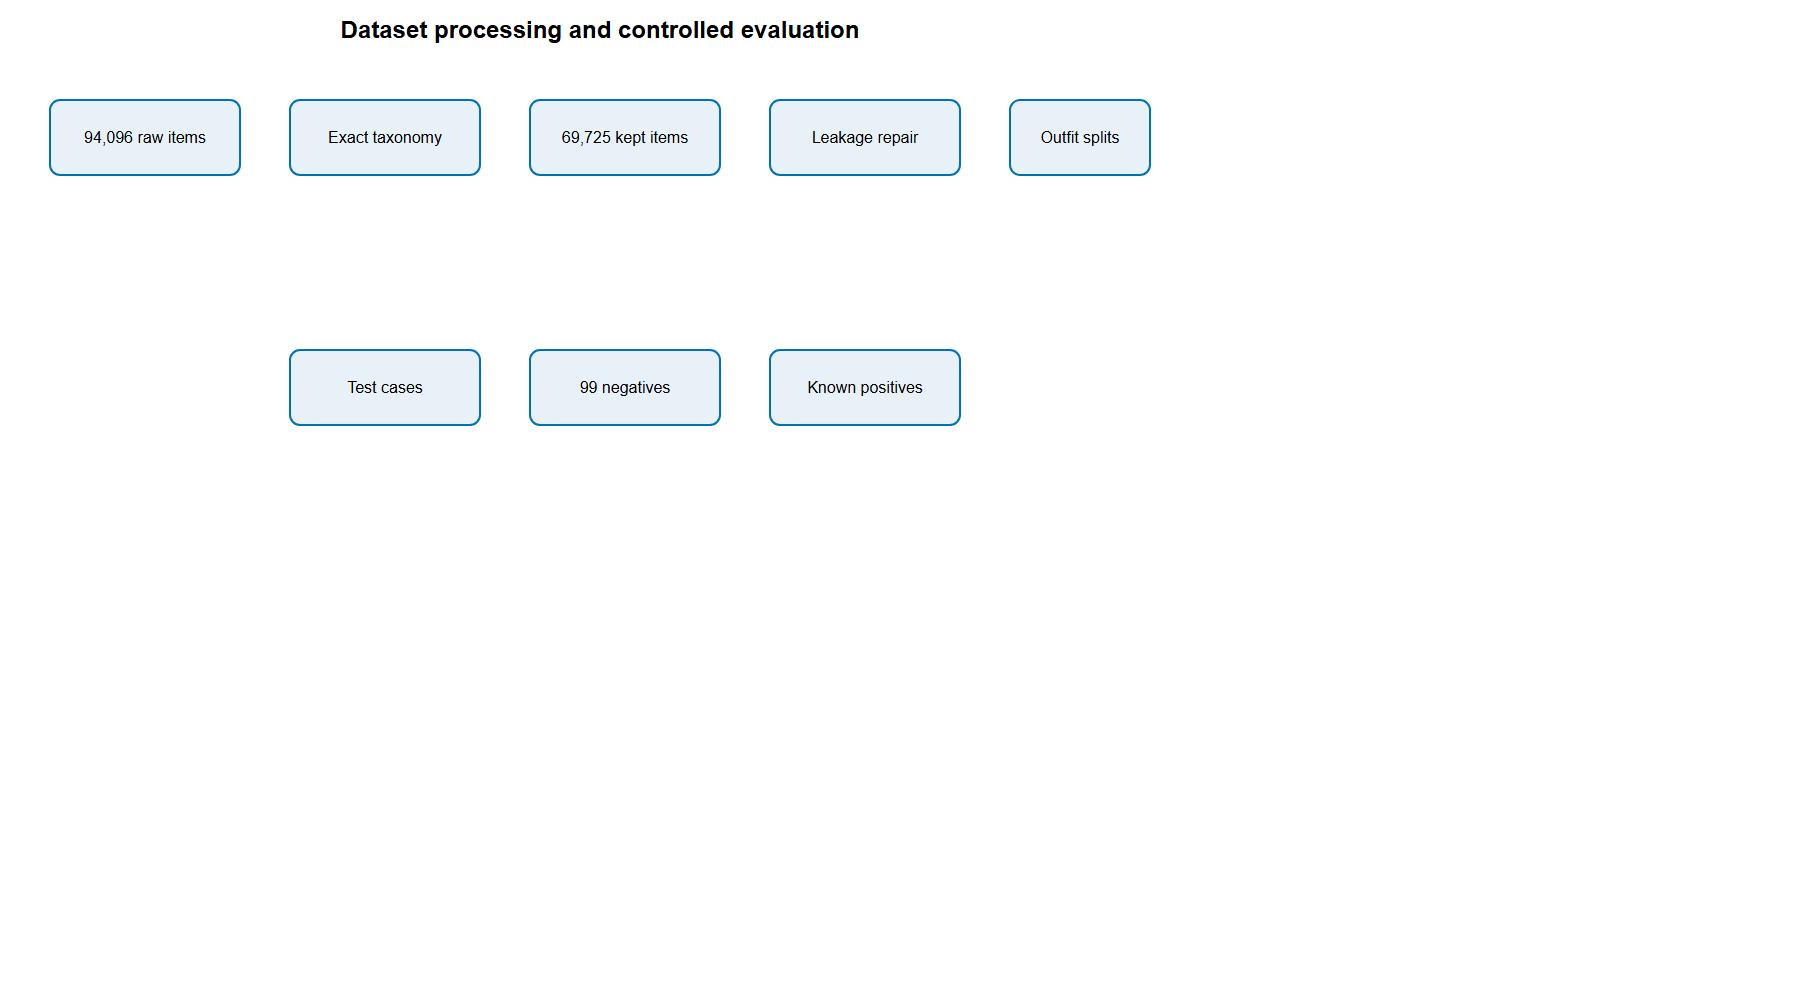 Dataset processing and controlled evaluation
94,096 raw items
Exact taxonomy
69,725 kept items
Leakage repair
Outfit splits
Test cases
99 negatives
Known positives